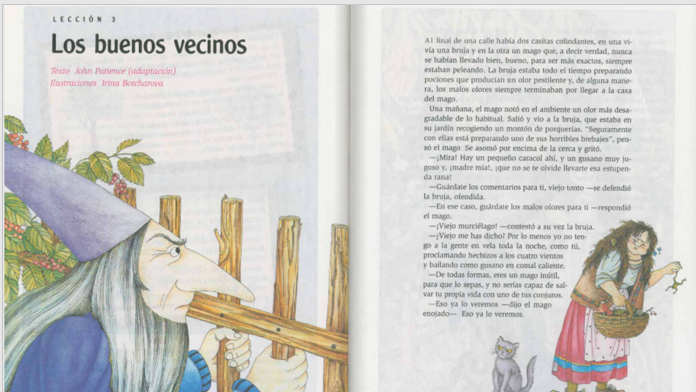 LECCIÓN 3
Los buenos vecinos
Texto John Patience (adaptación)
Ilustraciones Irina Botcharova
Al final de una calle había dos casitas colindantes, en una vi-
vía una bruja y en la otra un mago que, a decir verdad, nunca
se habían llevado bien, bueno, para ser más exactos, siempre
estaban peleando. La bruja estaba todo el tiempo preparando
pociones que producían un olor pestilente y, de alguna mane-
ra, los malos olores siempre terminaban por llegar a la casa
del mago.
Una mañana, el mago notó en el ambiente un olor más desa-
gradable de lo habitual. Salió y vio a la bruja, que estaba en
su jardín recogiendo un montón de porquerías. "Seguramente
con ellas está preparando uno de sus horribles brebajes", pen-
só el mago Se asomó por encima de la cerca y gritó.
—¡Mira! Hay un pequeño caracol ahí, y un gusano muy ju-
goso y, ¡madre mía!, ¡que no se te olvide llevarte esa estupen-
da rana!
—Guárdate los comentarios para ti, viejo tonto —se defendió
la bruja, ofendida.
—En ese caso, guárdate los malos olores para ti —respondió
el mago.
—¡Viejo murciélago! —contestó a su vez la bruja.
—¿Viejo me has dicho? Por lo menos yo no ten-
go a la gente en vela toda la noche, como tú,
proclamando hechizos a los cuatro vientos
y bailando como gusano en comal caliente.
—De todas formas, eres un mago inútil,
para que lo sepas, y no serías capaz de sal-
var tu propia vida con uno de tus conjuros.
—Eso ya lo veremos —dijo el mago
enojado— Eso ya lo veremos.